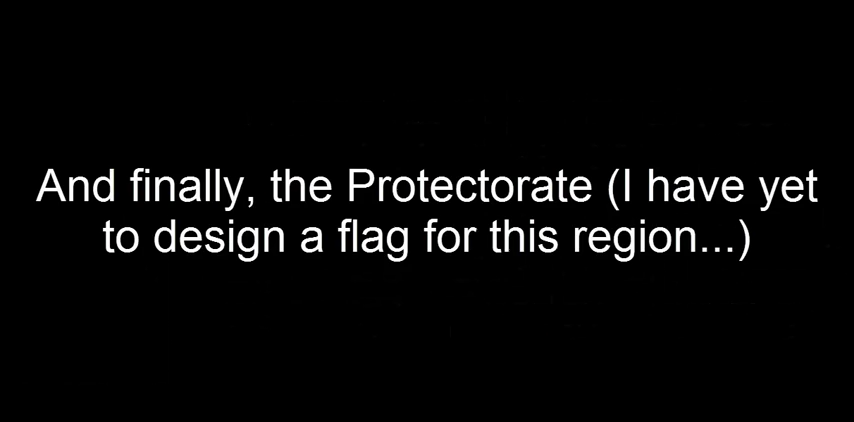 And finally, the Protectorate (I have yet
to design a flag for this region...)